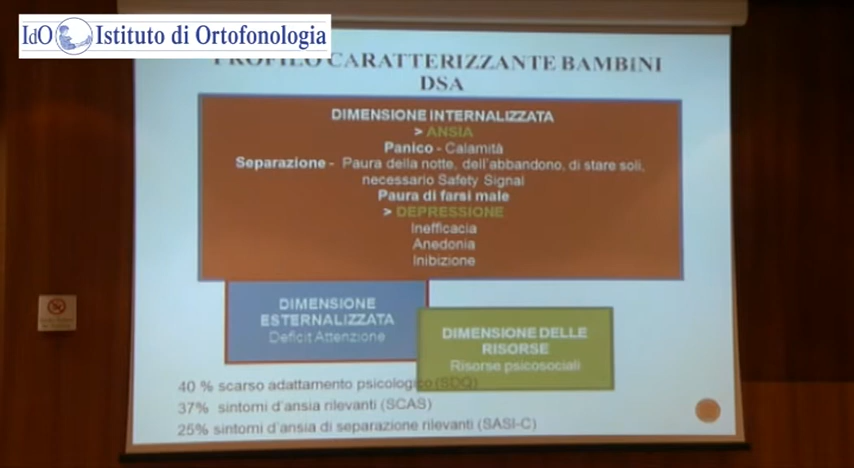 IdO Istituto di Ortofonologia
PROFILO CARATTERIZZANTE BAMBiNI
DSA
DIMENSIONE INTERNALIZZATA
> ANSIA
Panico - Calamità
Separazione - Paura della notte, dell'abbandono, di stare soli,
necessario Safety Signal
Paura di farsi male
> DEPRESSIONE
Inefficacia
Anedonia
Inibizione
DIMENSIONE
ESTERNALIZZATA
Deficit Attenzione
DIMENSIONE DELLE
RISORSE
Risorse psicosociali
40 % scarso adattamento psicologico (SDQ)
37% sintomi d'ansia rilevanti (SCAS)
25% sintomi d'ansia di separazione rilevanti (SASI-C)